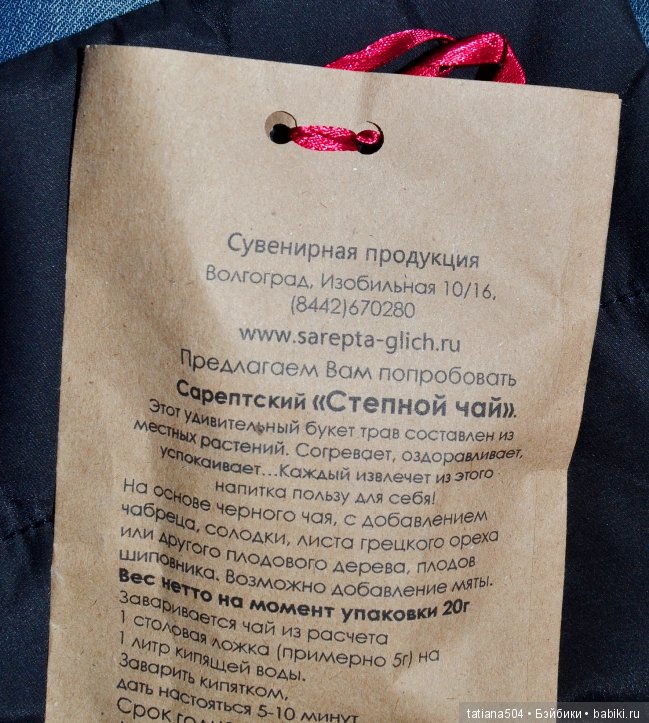 Сувенирная продукция
Волгоград, Изобильная 10/16,
(8442)670280
www.sarepta-glich.ru
Предлагаем Вам попробовать
Сарептский «Степной чай».
Этот удивительный букет трав составлен из
местных растений. Согревает, оздоравливает,
успокаивает...Каждый извлечет из этого
напитка пользу для себя!
На основе черного чая, с добавлением
чабреца, солодки, листа грецкого ореха
или другого плодового дерева, плодов
шиповника. Возможно добавление мяты.
Вес нетто на момент упаковки 20г
Заваривается чай из расчета
1 столовая ложка (примерно 5г) на
1 литр кипящей воды.
Заварить кипятком,
дать настояться 5-10 минут
Срок
tatiana504 • Бэйбики • babiki.ru